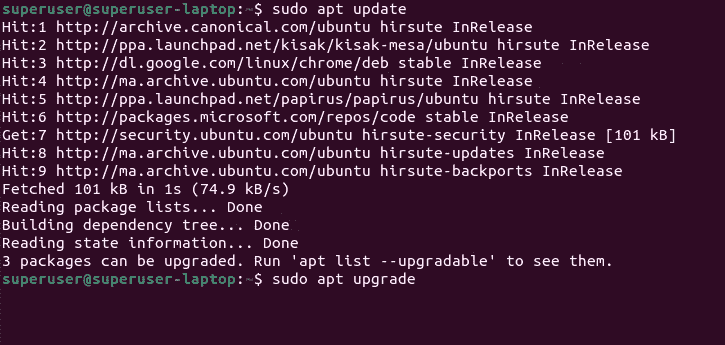 superuser@superuser-laptop:~$ sudo apt update
Hit:1 http://archive.canonical.com/ubuntu hirsute InRelease
Hit:2 http://ppa.launchpad.net/kisak/kisak-mesa/ubuntu hirsute InRelease
Hit:3 http://dl.google.com/linux/chrome/deb stable InRelease
Hit:4 http://ma.archive.ubuntu.com/ubuntu hirsute InRelease
Hit:5 http://ppa.launchpad.net/papirus/papirus/ubuntu hirsute InRelease
Hit:6 http://packages.microsoft.com/repos/code stable InRelease
Get:7 http://security.ubuntu.com/ubuntu hirsute-security InRelease [101 kB]
Hit:8 http://ma.archive.ubuntu.com/ubuntu hirsute-updates InRelease
Hit:9 http://ma.archive.ubuntu.com/ubuntu hirsute-backports InRelease
Fetched 101 kB in 1s (74.9 kB/s)
Reading package lists... Done
Building dependency tree... Done
Reading state information... Done
3 packages can be upgraded. Run 'apt list --upgradable' to see them.
superuser@superuser-laptop:~$ sudo apt upgrade